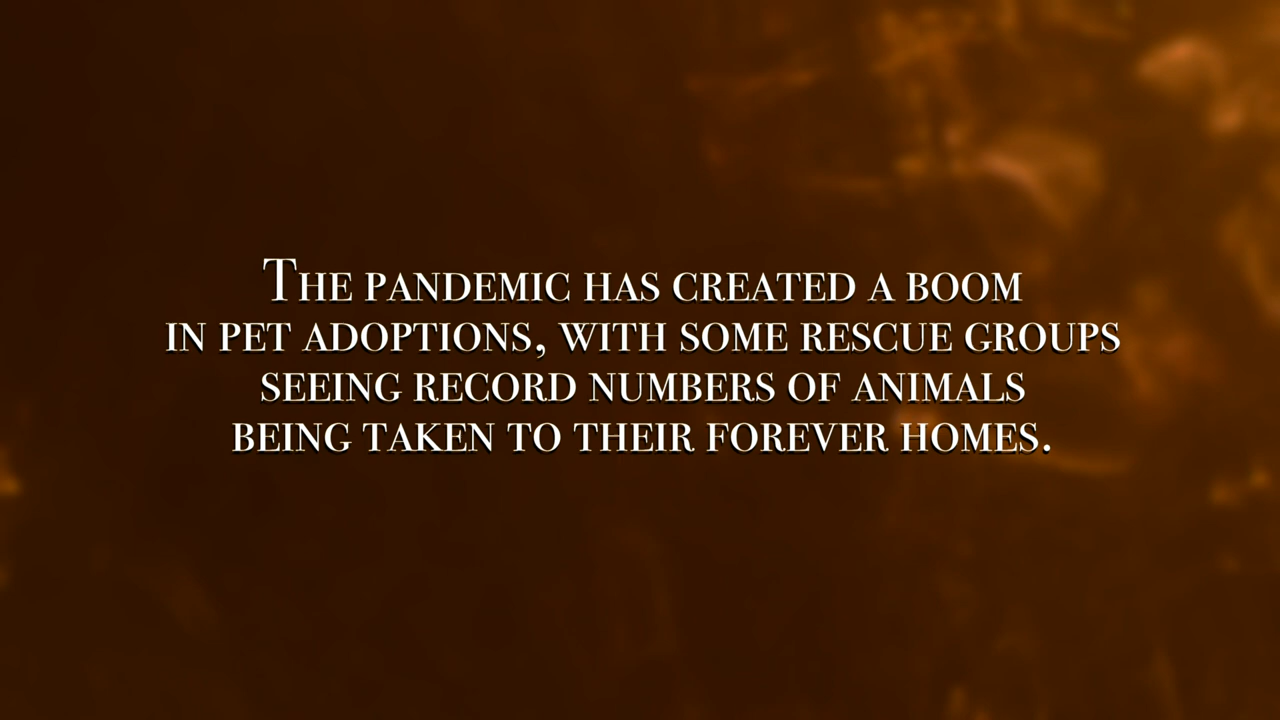 The pandemic has created a boom
in pet adoptions, with some rescue groups
seeing record numbers of animals
being taken to their forever homes.